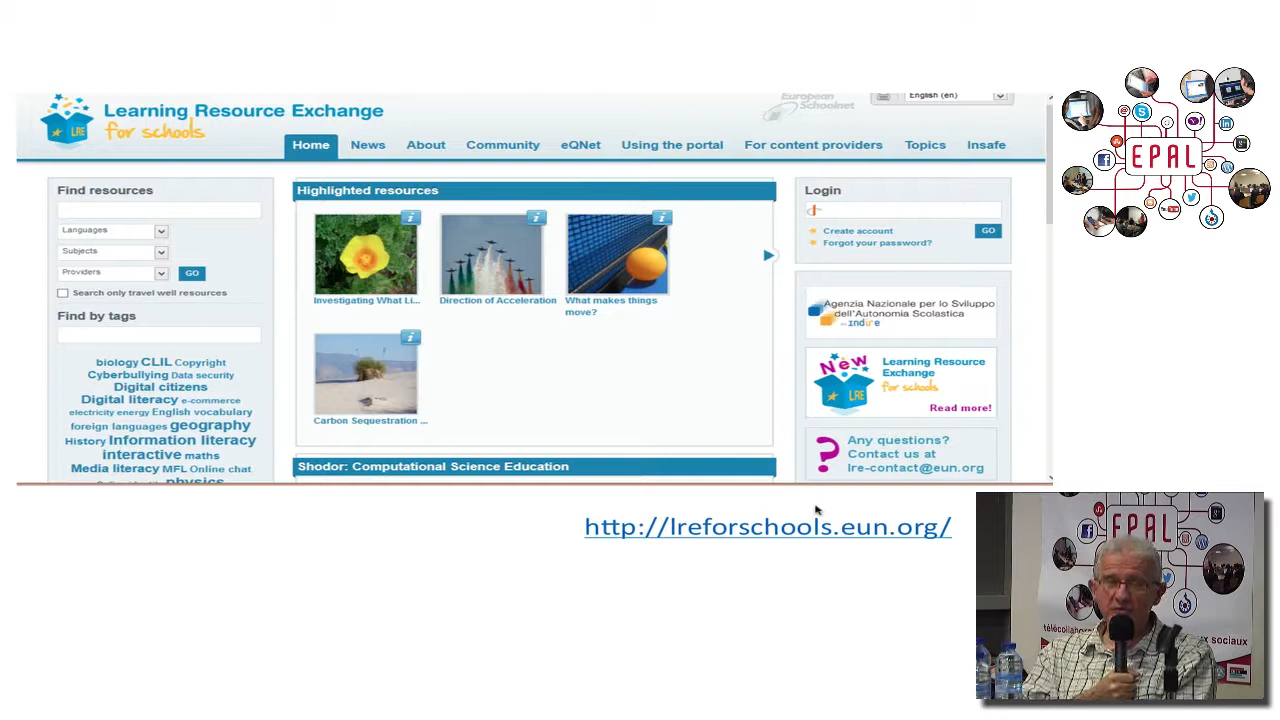 Learning Resource Exchange
for schools
LRE
European
Schoolnet
English (en)
Home
News
About
Community
eQNet
Using the portal
For content providers
Topics
Insafe
Find resources
Languages
Subjects
Providers
GO
Search only travel well resources
Find by tags
biology CLIL Copyright
Cyberbullying Data security
Digital citizens
Digital literacy e-commerce
electricity energy English vocabulary
foreign languages geography
History Information literacy
interactive maths
Media literacy MFL Online chat
physics
Highlighted resources
Investigating What Li...
Direction of Acceleration
What makes things
move?
Carbon Sequestration ...
Shodor: Computational Science Education
Login
Create account
GO
Forgot your password?
Agenzia Nazionale per lo Sviluppo
dell'Autonomia Scolastica
New
Learning Resource
Exchange
for schools
LRE
Read more!
Any questions?
Contact us at
lre-contact@eun.org
http://lreforschools.eun.org/
EPAL
EPAL
télécollabor
x sociaux